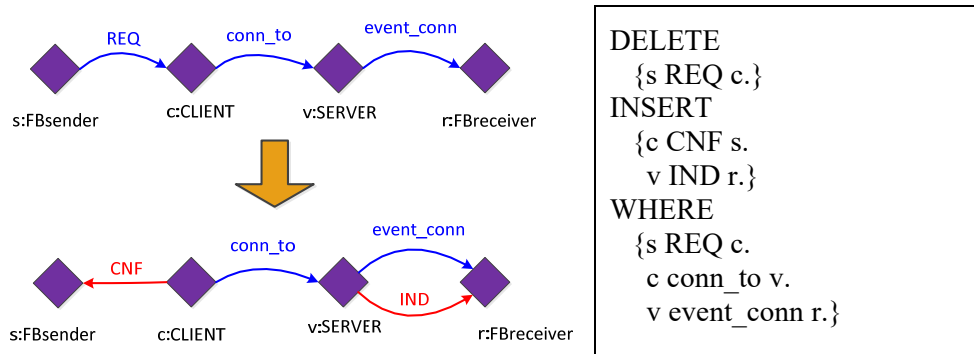 REQ
conn_to
event_conn
s:FBsender
c:CLIENT
v:SERVER
r:FBreceiver
CNF
conn_to
event_conn
IND
s:FBsender
c:CLIENT
v:SERVER
r:FBreceiver
DELETE
{s REQ c.}
INSERT
{c CNF s.
v IND r.}
WHERE
{s REQ c.
c conn_to v.
v event_conn r.}